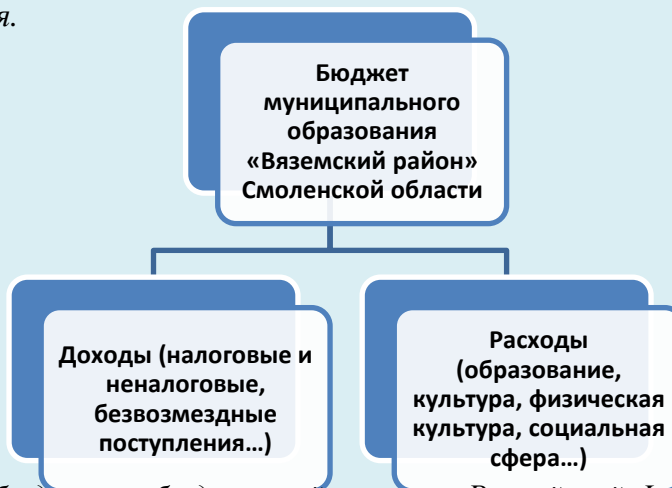 я.
Бюджет
муниципального
образования
«Вяземский район»
Смоленской области
Доходы (налоговые и
неналоговые,
безвозмездные
поступления…)
Расходы
(образование,
культура, физическая
культура, социальная
сфера…)